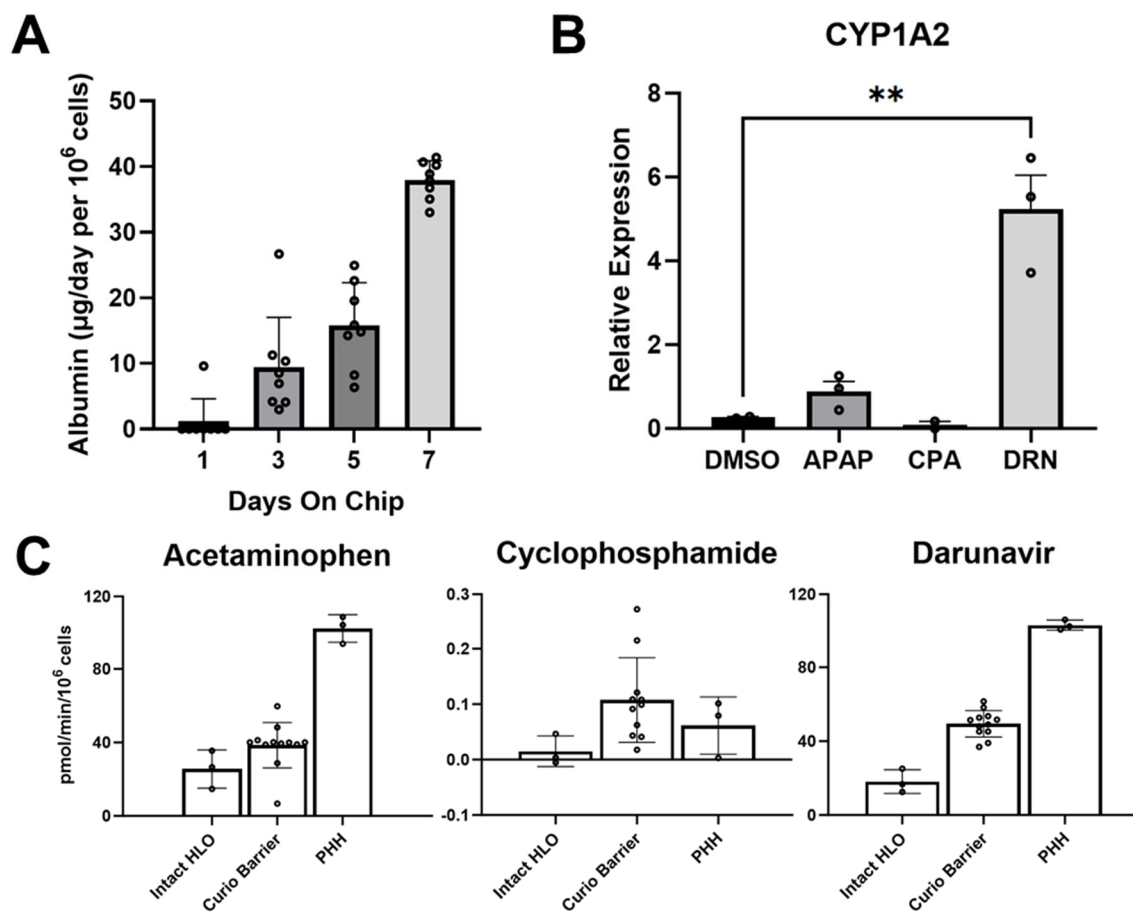 A
Albumin (µg/day per 10⁶ cells)
50
40
30
20
10
0
1 3 5 7
Days On Chip
B
CYP1A2
**
Relative Expression
8
6
4
2
0
DMSO APAP CPA DRN
C
Acetaminophen
pmol/min/10⁶ cells
120
80
40
0
Intact HLO
Curio Barrier
PHH
Cyclophosphamide
0.3
0.2
0.1
0.0
-0.1
Intact HLO
Curio Barrier
PHH
Darunavir
120
80
40
0
Intact HLO
Curio Barrier
PHH